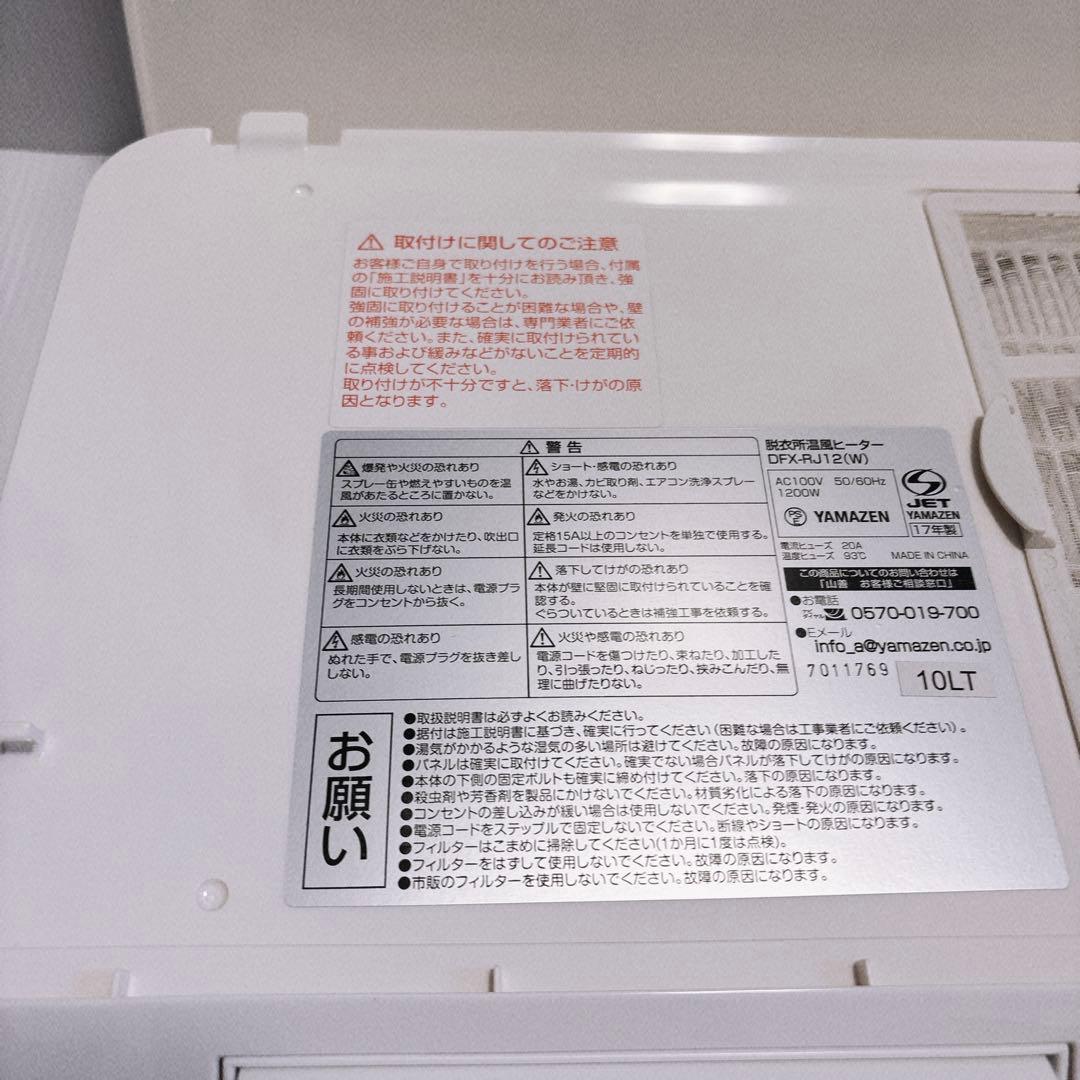 ⚠ 取付けに関してのご注意
お客様ご自身で取り付けを行う場合、付属
の「施工説明書」を十分にお読み頂き、強
固に取り付けてください。
強固に取り付けることが困難な場合や、壁
の補強が必要な場合は、専門業者にご依
頼ください。また、確実に取付けられてい
る事および緩みなどがないことを定期的
に点検してください。
取り付けが不十分ですと、落下・けがの原
因となります。
⚠ 警告
爆発や火災の恐れあり
スプレー缶や燃えやすいものを温
風があたるところに置かない。
ショート・感電の恐れあり
水やお湯、カビ取り剤、エアコン洗浄スプレー
などをかけない。
火災の恐れあり
本体に衣類などをかけたり、吹出口
に衣類をぶら下げない。
発火の恐れあり
定格15A以上のコンセントを単独で使用する。
延長コードは使用しない。
火災の恐れあり
長期間使用しないときは、電源プラ
グをコンセントから抜く。
落下してけがの恐れあり
本体が壁に堅固に取付けられていることを確
認する。
ぐらついているときは補強工事を依頼する。
感電の恐れあり
ぬれた手で、電源プラグを抜き差し
しない。
火災や感電の恐れあり
電源コードを傷つけたり、束ねたり、加工した
り、引っ張ったり、ねじったり、挟みこんだり、無
理に曲げたりない。
脱衣所温風ヒーター
DFX-RJ12(W)
AC100V 50/60Hz
1200W
PS
E YAMAZEN
JET
YAMAZEN
17年製
電流ヒューズ 20A
温度ヒューズ 93℃ MADE IN CHINA
この商品についてのお問い合わせは
「山善 お客様ご相談窓口」
●お電話
ナビダイヤル 0570-019-700
●Eメール
info_a@yamazen.co.jp
7011769
10LT
お願い
●取扱説明書は必ずよくお読みください。
●据付は施工説明書に基づき、確実に行ってください（困難な場合は工事業者にご依頼ください）。
●湯気がかかるような湿気の多い場所は避けてください。故障の原因になります。
●パネルは確実に取付けてください。確実でない場合パネルが落下してけがの原因になります。
●本体の下側の固定ボルトも確実に締め付けてください。落下の原因になります。
●殺虫剤や芳香剤を製品にかけないでください。材質劣化による落下の原因になります。
●コンセントの差し込みが緩い場合は使用しないでください。発煙・発火の原因になります。
●電源コードをステップルで固定しないでください。断線やショートの原因になります。
●フィルターはこまめに掃除してください(1か月に1度は点検)。
●フィルターをはずして使用しないでください。故障の原因になります。
●市販のフィルターを使用しないでください。故障の原因になります。